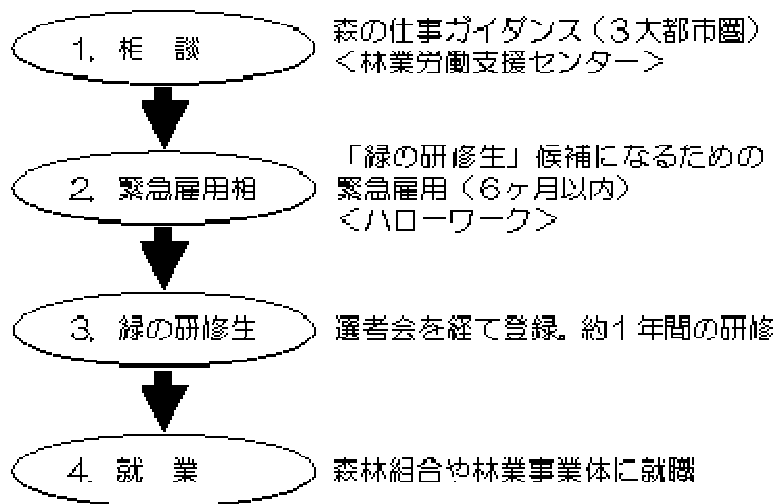 1. 相 談
森の仕事ガイダンス(3大都市圏)
<林業労働支援センター>
2. 緊急雇用相
「緑の研修生」候補になるための
緊急雇用(6ヶ月以内)
<ハローワーク>
3. 緑の研修生
選考会を経て登録。約1年間の研修
4. 就 業
森林組合や林業事業体に就職